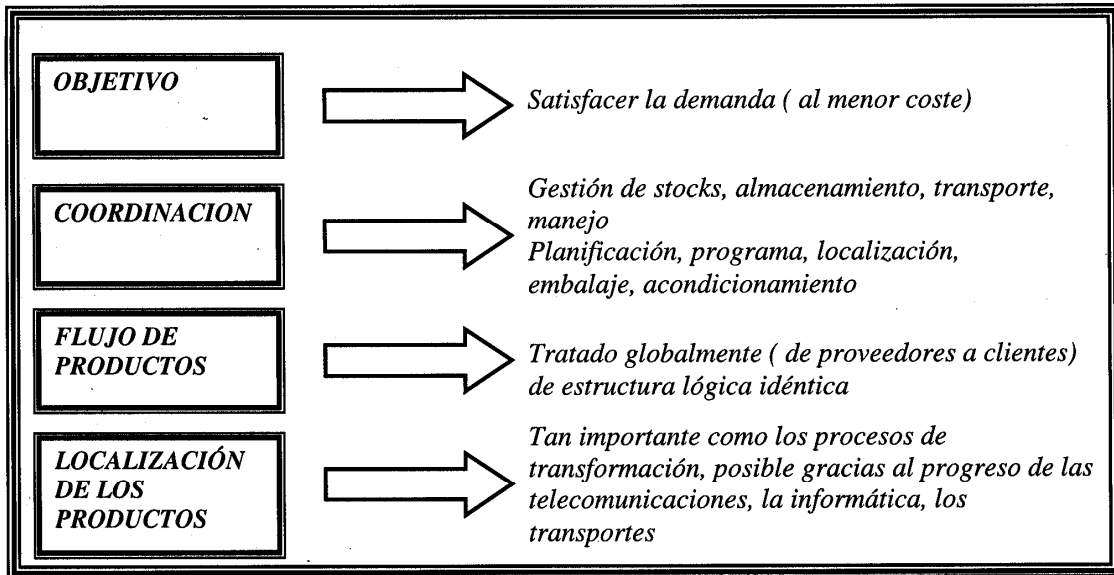 OBJETIVO
Satisfacer la demanda ( al menor coste)
COORDINACION
Gestión de stocks, almacenamiento, transporte,
manejo
Planificación, programa, localización,
embalaje, acondicionamiento
FLUJO DE
PRODUCTOS
Tratado globalmente ( de proveedores a clientes)
de estructura lógica idéntica
LOCALIZACIÓN
DE LOS
PRODUCTOS
Tan importante como los procesos de
transformación, posible gracias al progreso de las
telecomunicaciones, la informática, los
transportes